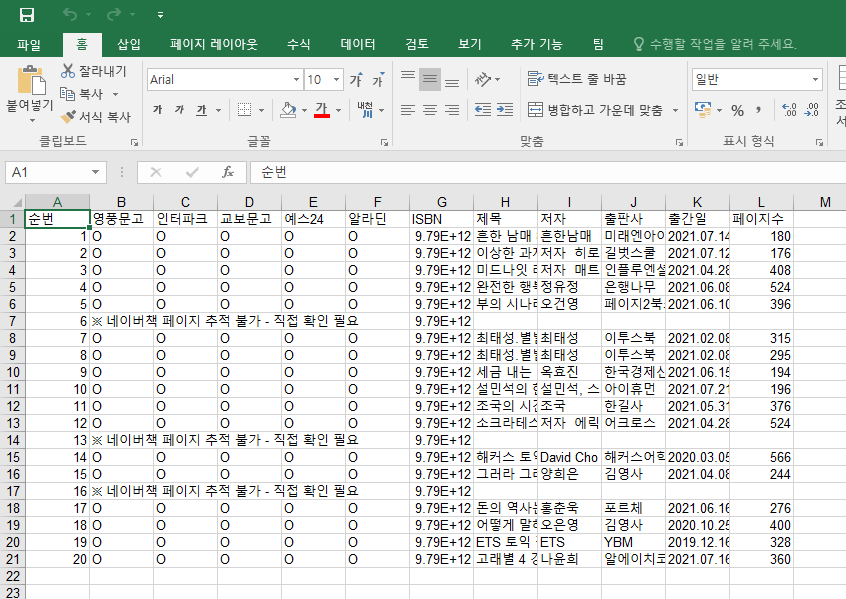 파일 홈 삽입 페이지 레이아웃 수식 데이터 검토 보기 추가 기능 팀 수행할 작업을 알려 주세요.
잘라내기
복사
서식 복사
붙여넣기
Arial 10 가 가
가 가 가 가 내천
텍스트 줄 바꿈
병합하고 가운데 맞춤
일반
%
클립보드 글꼴 맞춤 표시 형식
A1 fx 순번
A B C D E F G H I J K L M
1 순번 영풍문고 인터파크 교보문고 예스24 알라딘 ISBN 제목 저자 출판사 출간일 페이지수
2 1 O O O O O 9.79E+12 흔한 남매 흔한남매 미래엔아이 2021.07.14 180
3 2 O O O O O 9.79E+12 이상한 과자 저자 히로 길벗스쿨 2021.07.12 176
4 3 O O O O O 9.79E+12 미드나잇 저자 매트 인플루엔셜 2021.04.28 408
5 4 O O O O O 9.79E+12 완전한 행복 정유정 은행나무 2021.06.08 524
6 5 O O O O O 9.79E+12 부의 시나리 오건영 페이지2북 2021.06.10 396
7 6 ※ 네이버책 페이지 추적 불가 - 직접 확인 필요 9.79E+12
8 7 O O O O O 9.79E+12 최태성.별별 최태성 이투스북 2021.02.08 315
9 8 O O O O O 9.79E+12 최태성.별별 최태성 이투스북 2021.02.08 295
10 9 O O O O O 9.79E+12 세금 내는 옥효진 한국경제신 2021.06.15 194
11 10 O O O O O 9.79E+12 설민석의 한 설민석, 스 아이휴먼 2021.07.21 196
12 11 O O O O O 9.79E+12 조국의 시간 조국 한길사 2021.05.31 376
13 12 O O O O O 9.79E+12 소크라테스 저자 에릭 어크로스 2021.04.28 524
14 13 ※ 네이버책 페이지 추적 불가 - 직접 확인 필요 9.79E+12
15 14 O O O O O 9.79E+12 해커스 토익 David Cho 해커스어학 2020.03.05 566
16 15 O O O O O 9.79E+12 그러라 그래 양희은 김영사 2021.04.08 244
17 16 ※ 네이버책 페이지 추적 불가 - 직접 확인 필요 9.79E+12
18 17 O O O O O 9.79E+12 돈의 역사는 홍춘욱 포르체 2021.06.16 276
19 18 O O O O O 9.79E+12 어떻게 말해 오은영 김영사 2020.10.25 400
20 19 O O O O O 9.79E+12 ETS 토익 ETS YBM 2019.12.16 328
21 20 O O O O O 9.79E+12 고래별 4 나윤희 알에이치코 2021.07.16 360
22
23